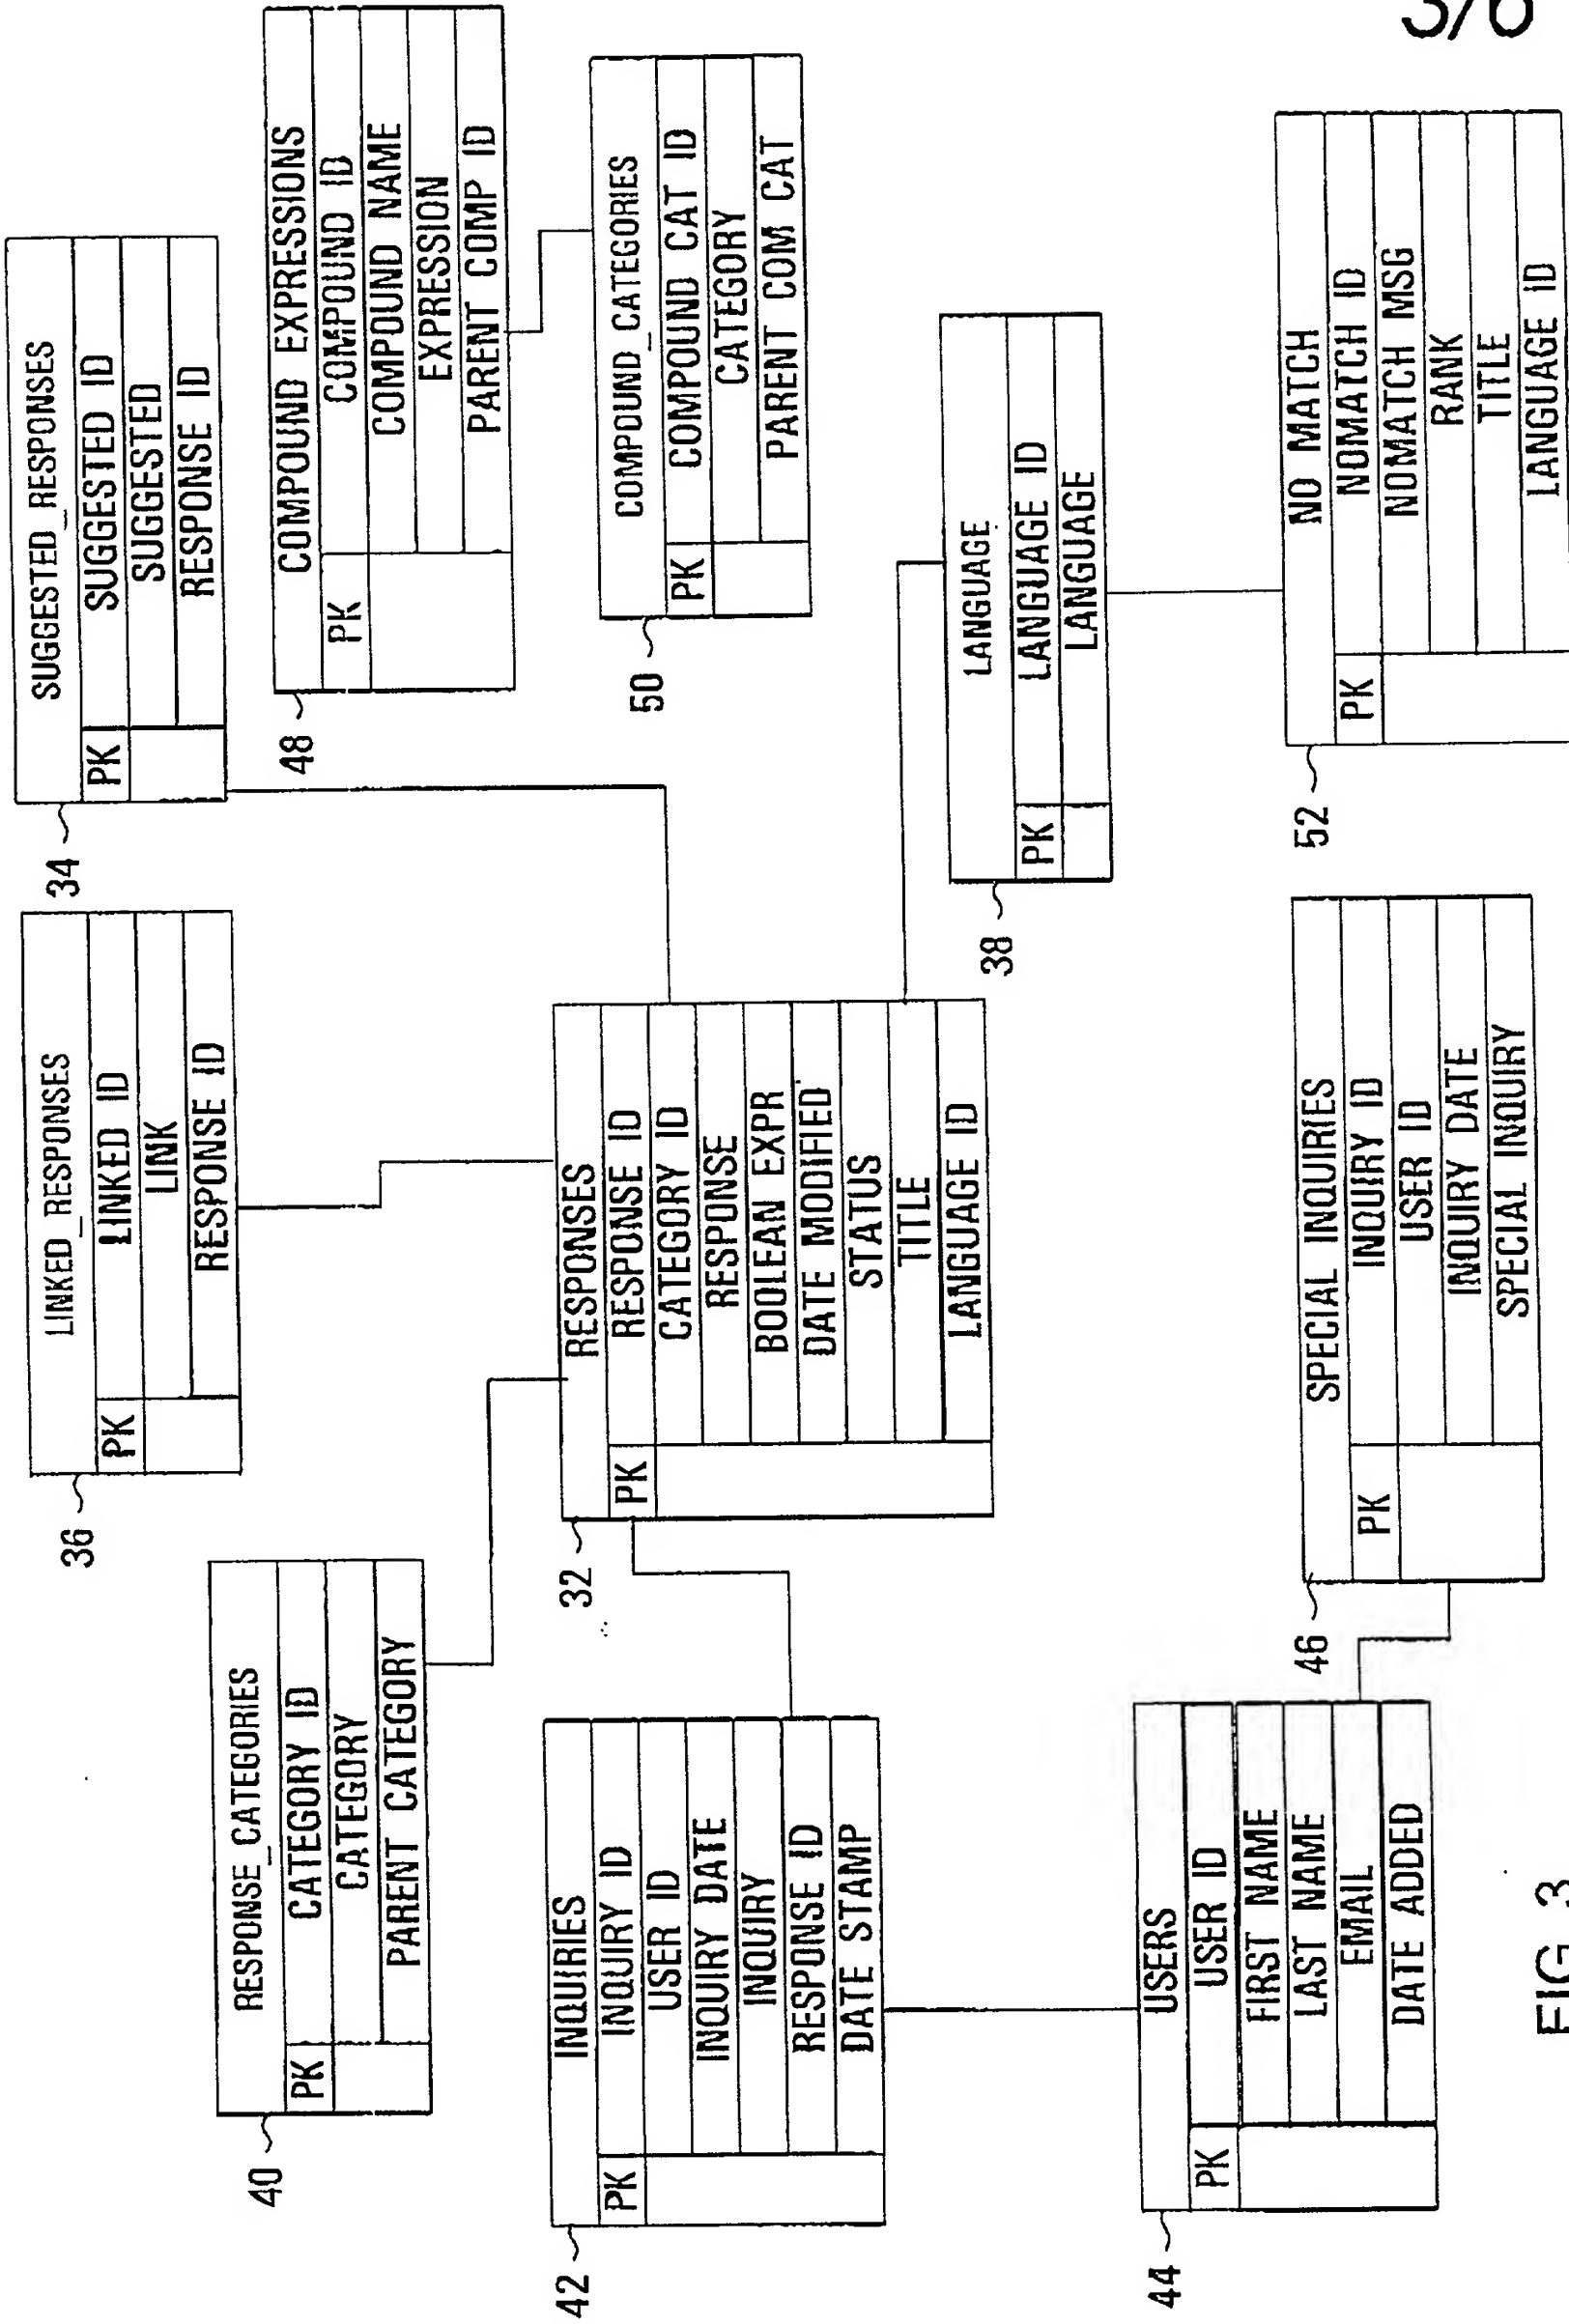 3/6
RESPONSE_CATEGORIES
PK CATEGORY ID
CATEGORY
PARENT CATEGORY
40
LINKED_RESPONSES
PK LINKED ID
LINK
RESPONSE ID
36
SUGGESTED_RESPONSES
PK SUGGESTED ID
SUGGESTED
RESPONSE ID
34
COMPOUND EXPRESSIONS
PK COMPOUND ID
COMPOUND NAME
EXPRESSION
PARENT COMP ID
48
COMPOUND_CATEGORIES
PK COMPOUND CAT ID
CATEGORY
PARENT COM CAT
50
INQUIRIES
PK INQUIRY ID
USER ID
INQUIRY DATE
INQUIRY
RESPONSE ID
DATE STAMP
42
RESPONSES
PK RESPONSE ID
CATEGORY ID
RESPONSE
BOOLEAN EXPR
DATE MODIFIED
STATUS
TITLE
LANGUAGE ID
32
LANGUAGE
PK LANGUAGE ID
LANGUAGE
38
USERS
PK USER ID
FIRST NAME
LAST NAME
EMAIL
DATE ADDED
44
SPECIAL INQUIRIES
PK INQUIRY ID
USER ID
INQUIRY DATE
SPECIAL INQUIRY
46
NO MATCH
PK NOMATCH ID
NOMATCH MSG
RANK
TITLE
LANGUAGE ID
52
FIG 3